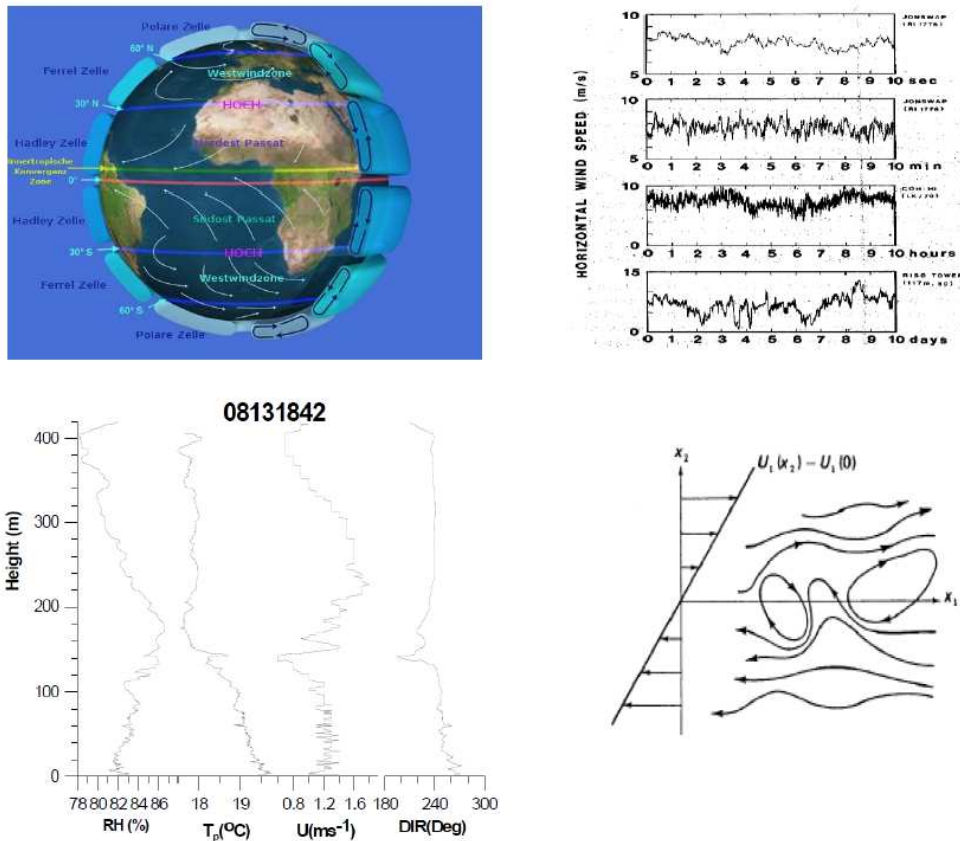 Polare Zelle
60° N
Ferrel Zelle
Westwindzone
30° N
HOCH
Hadley Zelle
Nordost Passat
Innertropische
Konvergenz
Zone
0°
Hadley Zelle
Südost Passat
30° S
HOCH
Ferrel Zelle
Westwindzone
60° S
Polare Zelle
HORIZONTAL WIND SPEED (m/s)
10
5
0 1 2 3 4 5 6 7 8 9 10 sec
JONSWAP
10
5
0 1 2 3 4 5 6 7 8 9 10 min
JONSWAP
10
0
0 1 2 3 4 5 6 7 8 9 10 hours
15
0
0 1 2 3 4 5 6 7 8 9 10 days
RISO TOWER
08131842
Height (m)
400
300
200
100
0
78 80 82 84 86 18 19 0.8 1.2 1.6 180 240 300
RH (%) Tp(°C) U(ms-1) DIR(Deg)
x2
U1(x2) – U1(0)
x1